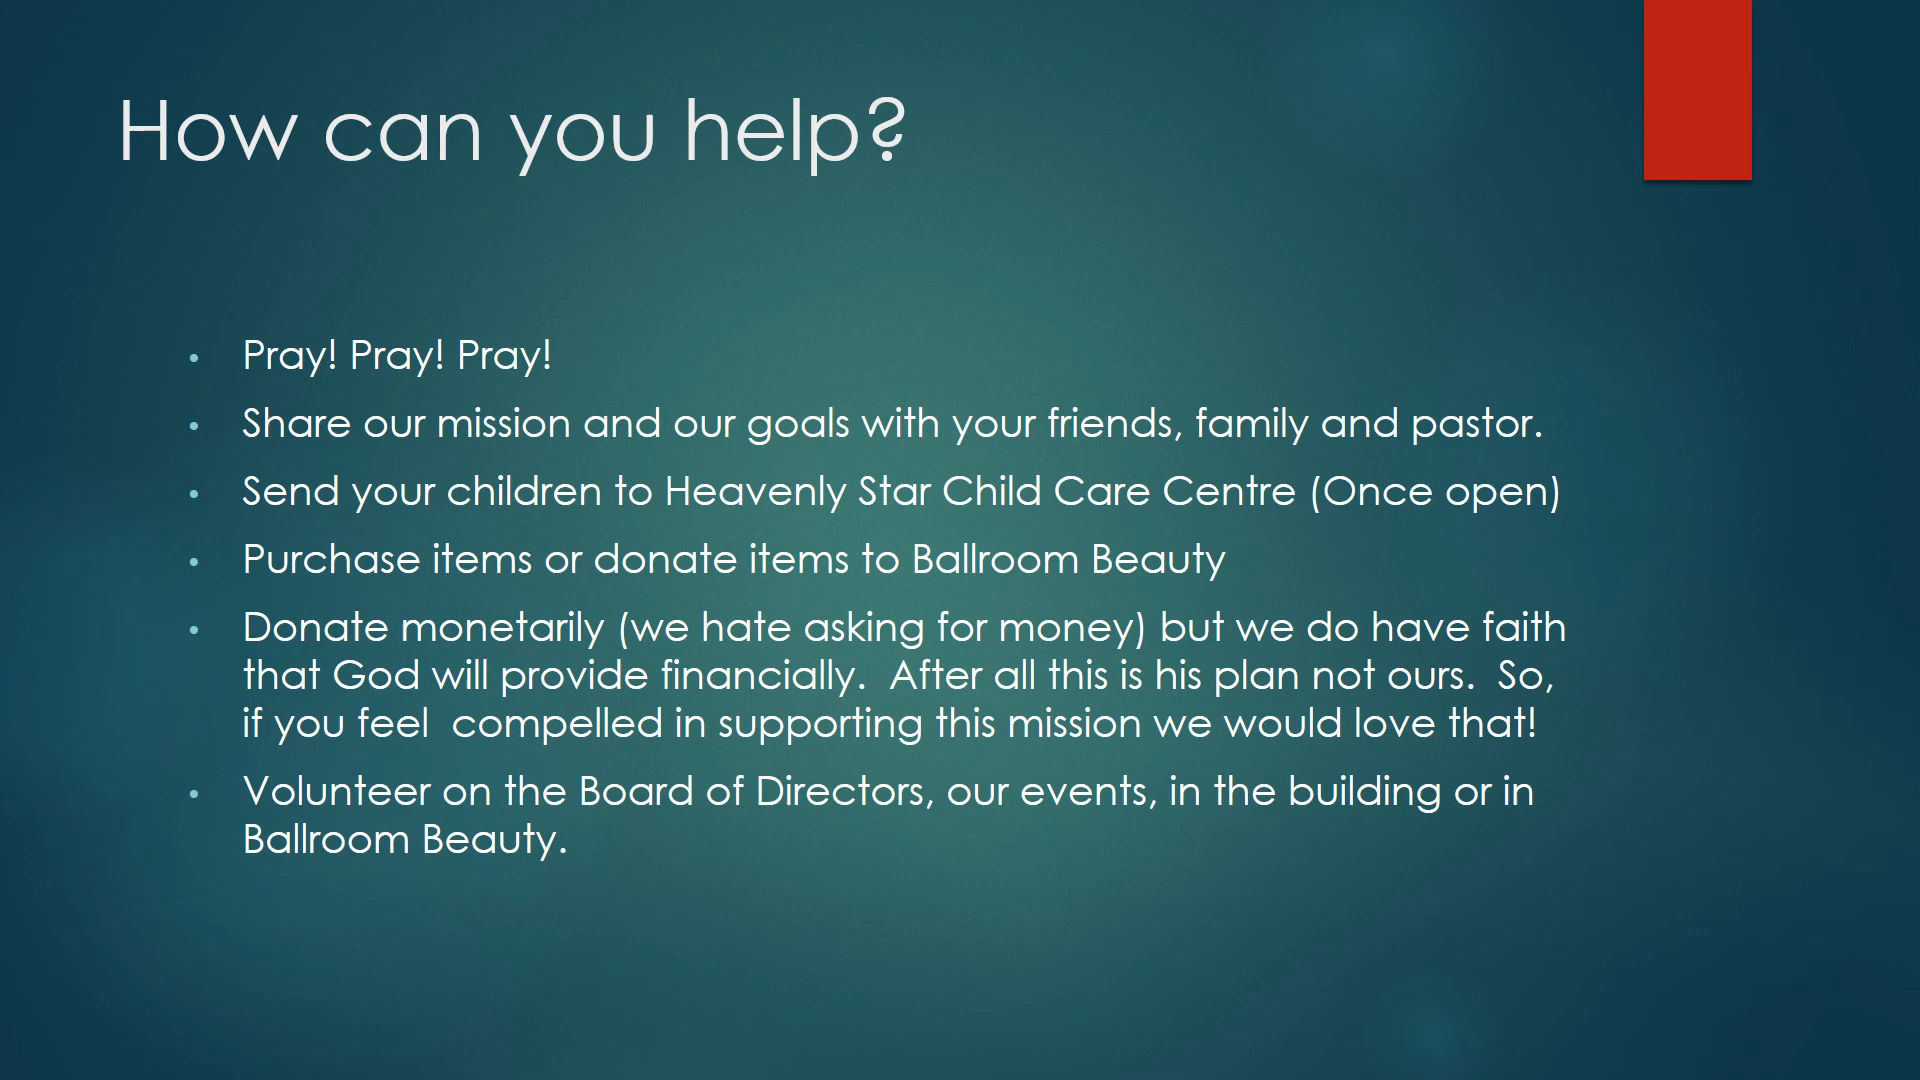 How can you help?
• Pray! Pray! Pray!
• Share our mission and our goals with your friends, family and pastor.
• Send your children to Heavenly Star Child Care Centre (Once open)
• Purchase items or donate items to Ballroom Beauty
• Donate monetarily (we hate asking for money) but we do have faith
that God will provide financially.  After all this is his plan not ours.  So,
if you feel  compelled in supporting this mission we would love that!
• Volunteer on the Board of Directors, our events, in the building or in
Ballroom Beauty.